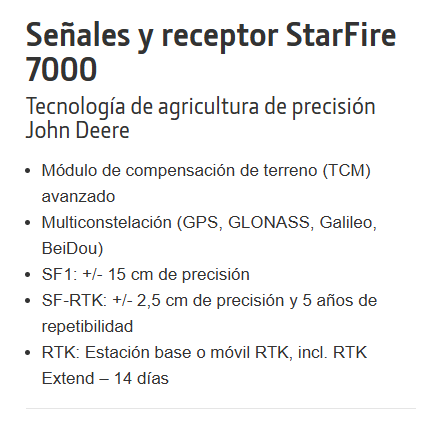 Señales y receptor StarFire
7000
Tecnología de agricultura de precisión
John Deere
• Módulo de compensación de terreno (TCM)
avanzado
• Multiconstelación (GPS, GLONASS, Galileo,
BeiDou)
• SF1: +/- 15 cm de precisión
• SF-RTK: +/- 2,5 cm de precisión y 5 años de
repetibilidad
• RTK: Estación base o móvil RTK, incl. RTK
Extend – 14 días